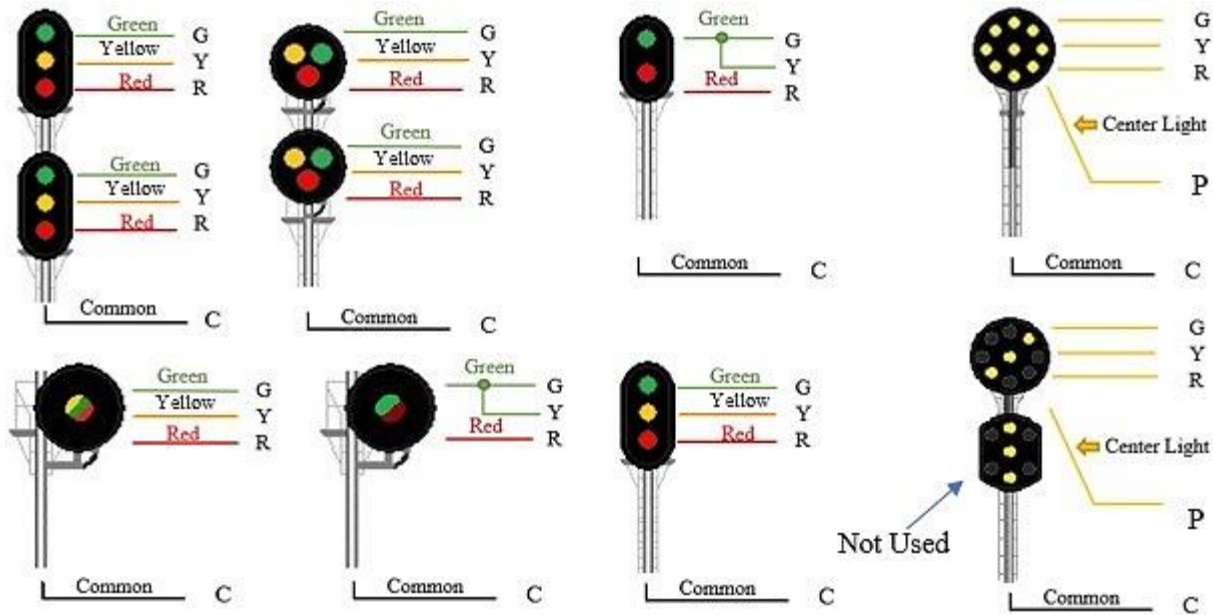 Green G
Yellow Y
Red R
Green G
Yellow Y
Red R
Common C
Green G
Yellow Y
Red R
Green G
Yellow Y
Red R
Common C
Green G
Y
Red R
Common C
G
Y
R
Center Light
P
Common C
Green G
Yellow Y
Red R
Common C
Green G
Y
Red R
Common C
Green G
Yellow Y
Red R
Common C
G
Y
R
Center Light
P
Not Used
Common C